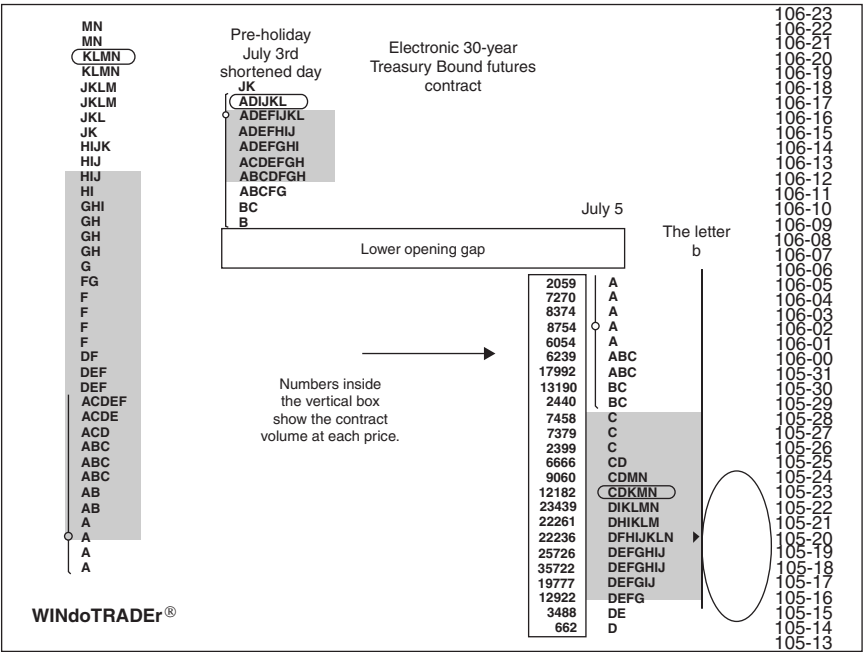 MN
MN
KLMN
KLMN
JKLM
JKLM
JKL
JK
HIJK
HIJ
HIJ
HI
GHI
GH
GH
GH
G
FG
F
F
F
F
DF
DEF
DEF
ACDEF
ACDE
ACD
ABC
ABC
ABC
AB
AB
A
A
A
A
WINdoTRADEr®
Pre-holiday
July 3rd
shortened day
JK
ADIJKL
ADEFIJKL
ADEFHIJ
ADEFGHI
ACDEFGH
ABCDFGH
ABCFG
BC
B
Electronic 30-year
Treasury Bound futures
contract
Lower opening gap
Numbers inside
the vertical box
show the contract
volume at each price.
July 5
2059 A
7270 A
8374 A
8754 A
6054 A
6239 ABC
17992 ABC
13190 BC
2440 BC
7458 C
7379 C
2399 C
6666 CD
9060 CDMN
12182 CDKMN
23439 DIKLMN
22261 DHIKLM
22236 DFHIJKLN
25726 DEFGHIJ
35722 DEFGHIJ
19777 DEFGIJ
12922 DEFG
3488 DE
662 D
The letter
b
106-23
106-22
106-21
106-20
106-19
106-18
106-17
106-16
106-15
106-14
106-13
106-12
106-11
106-10
106-09
106-08
106-07
106-06
106-05
106-04
106-03
106-02
106-01
106-00
105-31
105-30
105-29
105-28
105-27
105-26
105-25
105-24
105-23
105-22
105-21
105-20
105-19
105-18
105-17
105-16
105-15
105-14
105-13